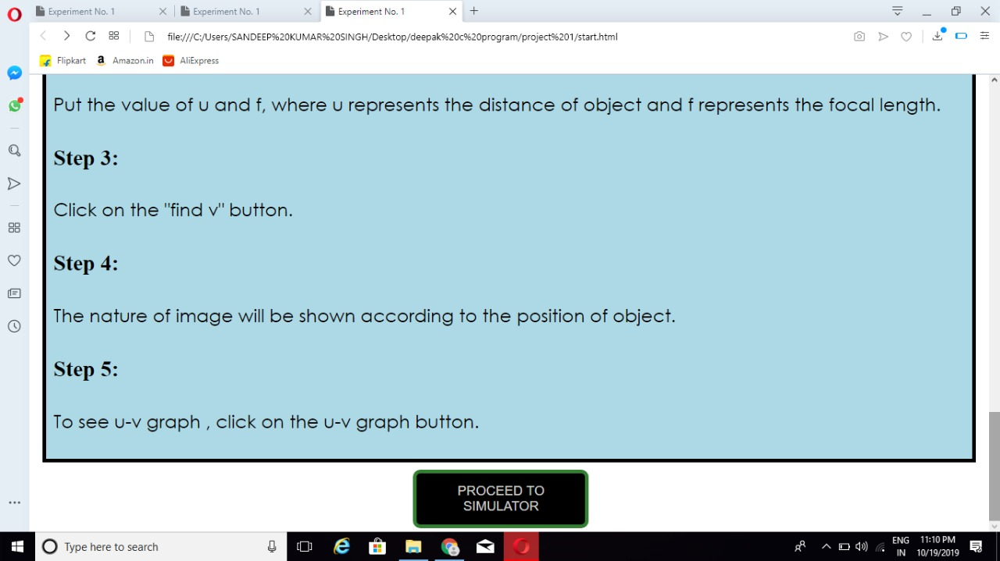 Experiment No. 1
Experiment No. 1
Experiment No. 1
file:///C:/Users/SANDEEP%20KUMAR%20SINGH/Desktop/deepak%20c%20program/project%201/start.html
Flipkart
Amazon.in
AliExpress
Put the value of u and f, where u represents the distance of object and f represents the focal length.
Step 3:
Click on the "find v" button.
Step 4:
The nature of image will be shown according to the position of object.
Step 5:
To see u-v graph , click on the u-v graph button.
PROCEED TO
SIMULATOR
Type here to search
ENG
IN
11:10 PM
10/19/2019